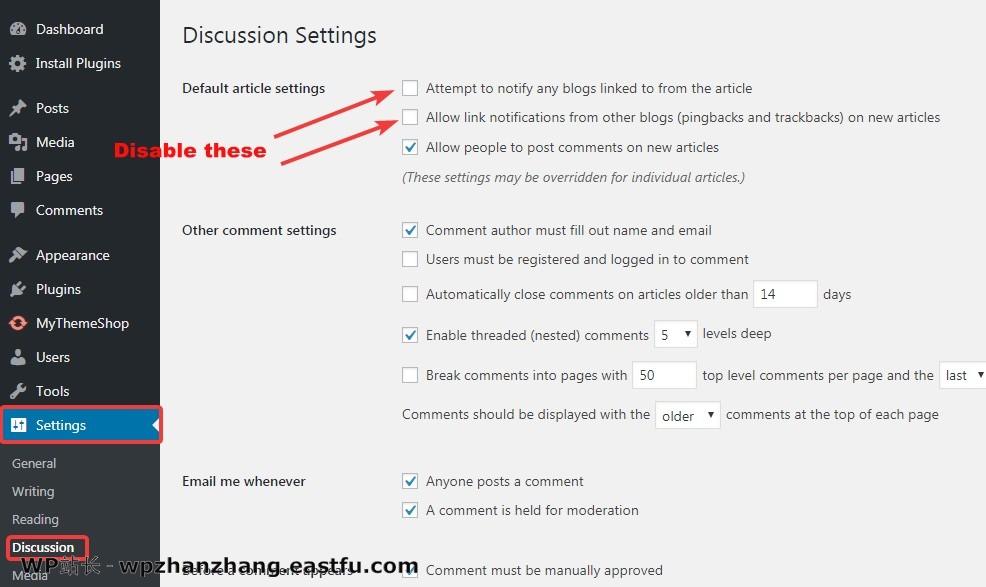 Dashboard
Install Plugins
Posts
Media
Pages
Comments
Appearance
Plugins
MyThemeShop
Users
Tools
Settings
General
Writing
Reading
Discussion
Media
Discussion Settings
Default article settings
Attempt to notify any blogs linked to from the article
Allow link notifications from other blogs (pingbacks and trackbacks) on new articles
Allow people to post comments on new articles
(These settings may be overridden for individual articles.)
Disable these
Other comment settings
Comment author must fill out name and email
Users must be registered and logged in to comment
Automatically close comments on articles older than 14 days
Enable threaded (nested) comments 5 levels deep
Break comments into pages with 50 top level comments per page and the last
Comments should be displayed with the older comments at the top of each page
Email me whenever
Anyone posts a comment
A comment is held for moderation
Before a comment appears
Comment must be manually approved
WP站长 - wpzhanzhang.eastfu.com